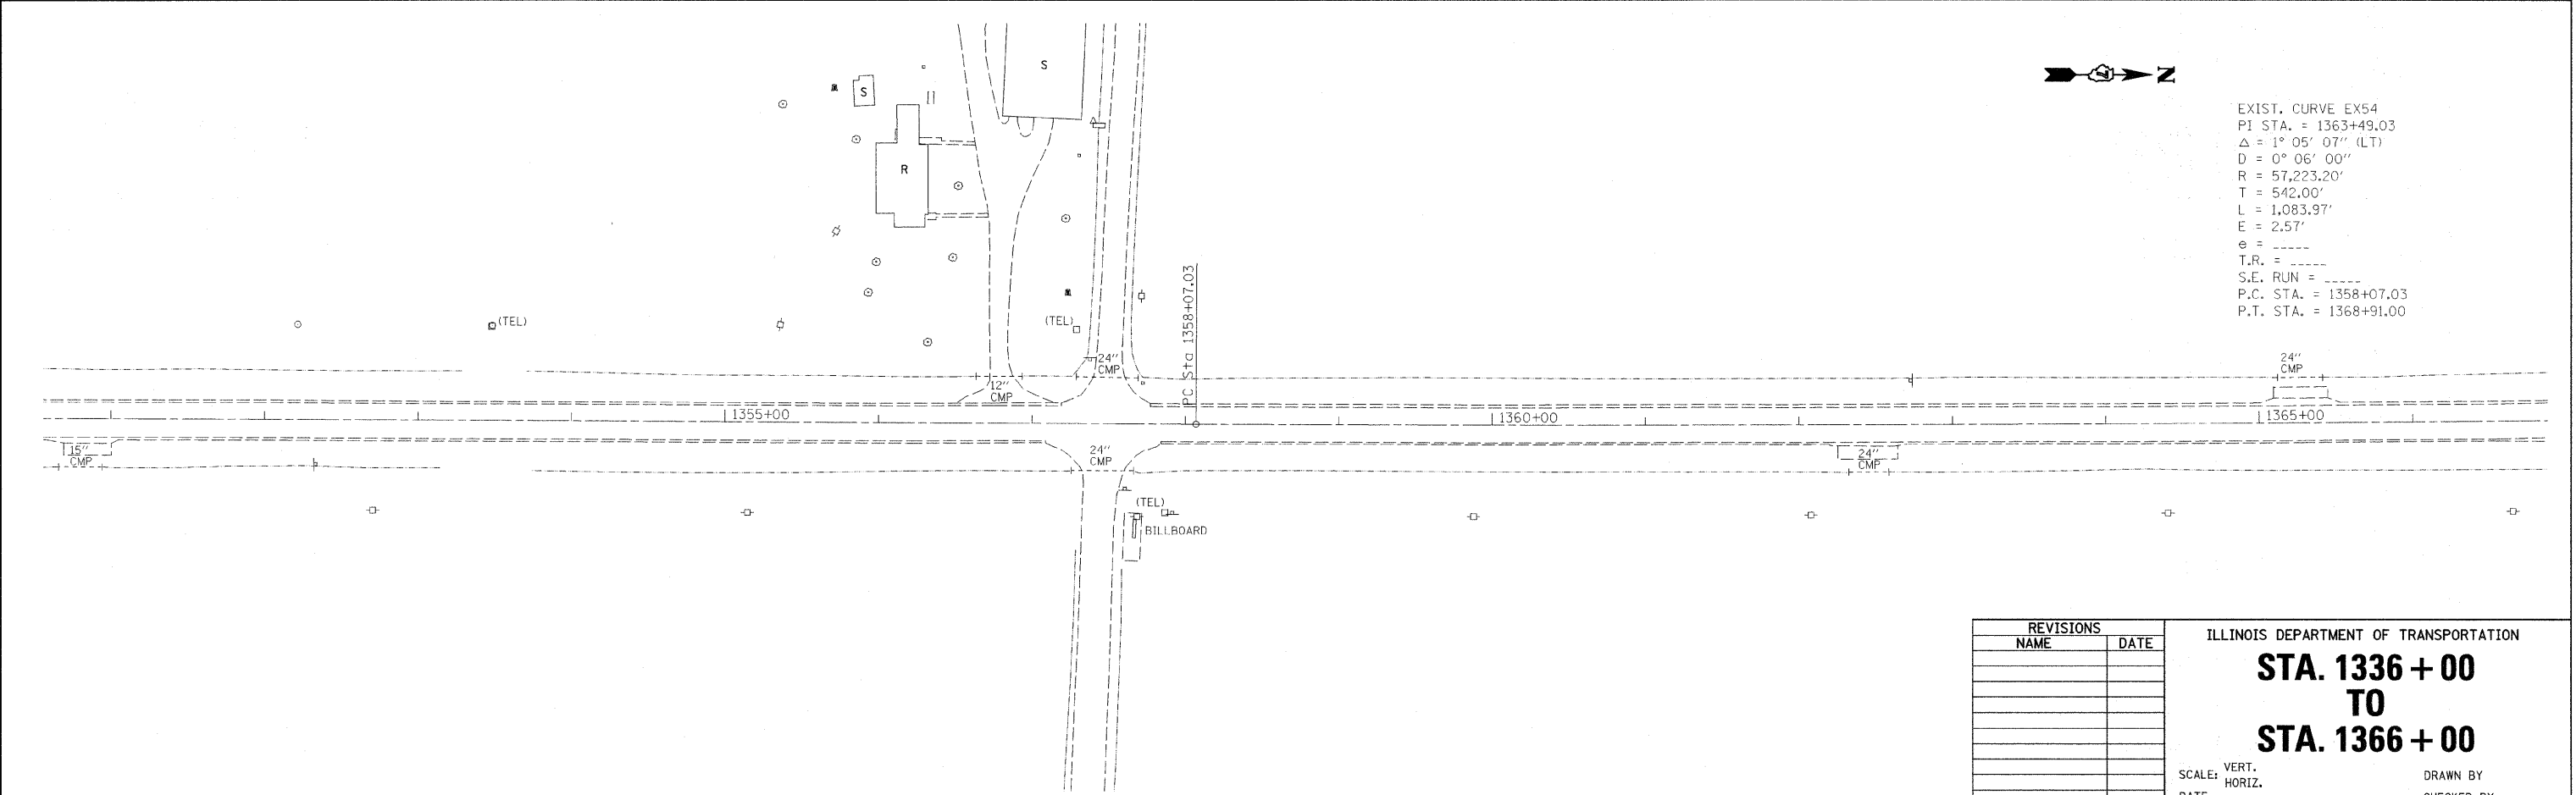 S
N
S
EXIST. CURVE EX54
PI STA. = 1363+49.03
Δ = 1° 05' 07" (LT)
D = 0° 06' 00"
R = 57,223.20'
T = 542.00'
L = 1,083.97'
E = 2.57'
e = -----
T.R. = -----
S.E. RUN = -----
P.C. STA. = 1358+07.03
P.T. STA. = 1368+91.00
R
PC Sta 1358+07.03
(TEL)
(TEL)
24"
CMP
24"
CMP
12"
CMP
1355+00
1360+00
1365+00
15"
CMP
24"
CMP
24"
CMP
(TEL)
BILLBOARD
REVISIONS
NAME DATE
ILLINOIS DEPARTMENT OF TRANSPORTATION
STA. 1336 + 00
TO
STA. 1366 + 00
SCALE: VERT.
HORIZ.
DRAWN BY
DATE
CHECKED BY